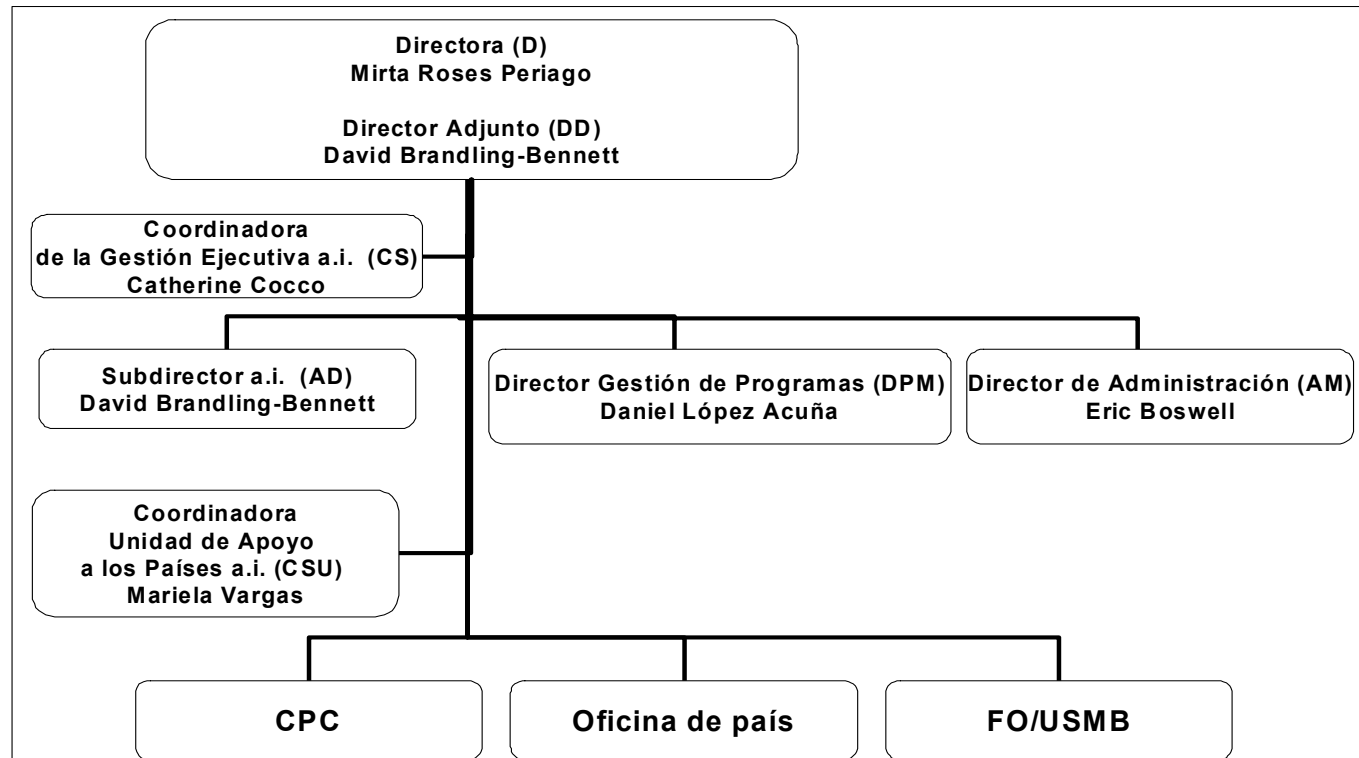 Directora (D)
Mirta Roses Periago
Director Adjunto (DD)
David Brandling-Bennett
Coordinadora
de la Gestión Ejecutiva a.i. (CS)
Catherine Cocco
Subdirector a.i. (AD)
David Brandling-Bennett
Director Gestión de Programas (DPM)
Daniel López Acuña
Director de Administración (AM)
Eric Boswell
Coordinadora
Unidad de Apoyo
a los Países a.i. (CSU)
Mariela Vargas
CPC
Oficina de país
FO/USMB